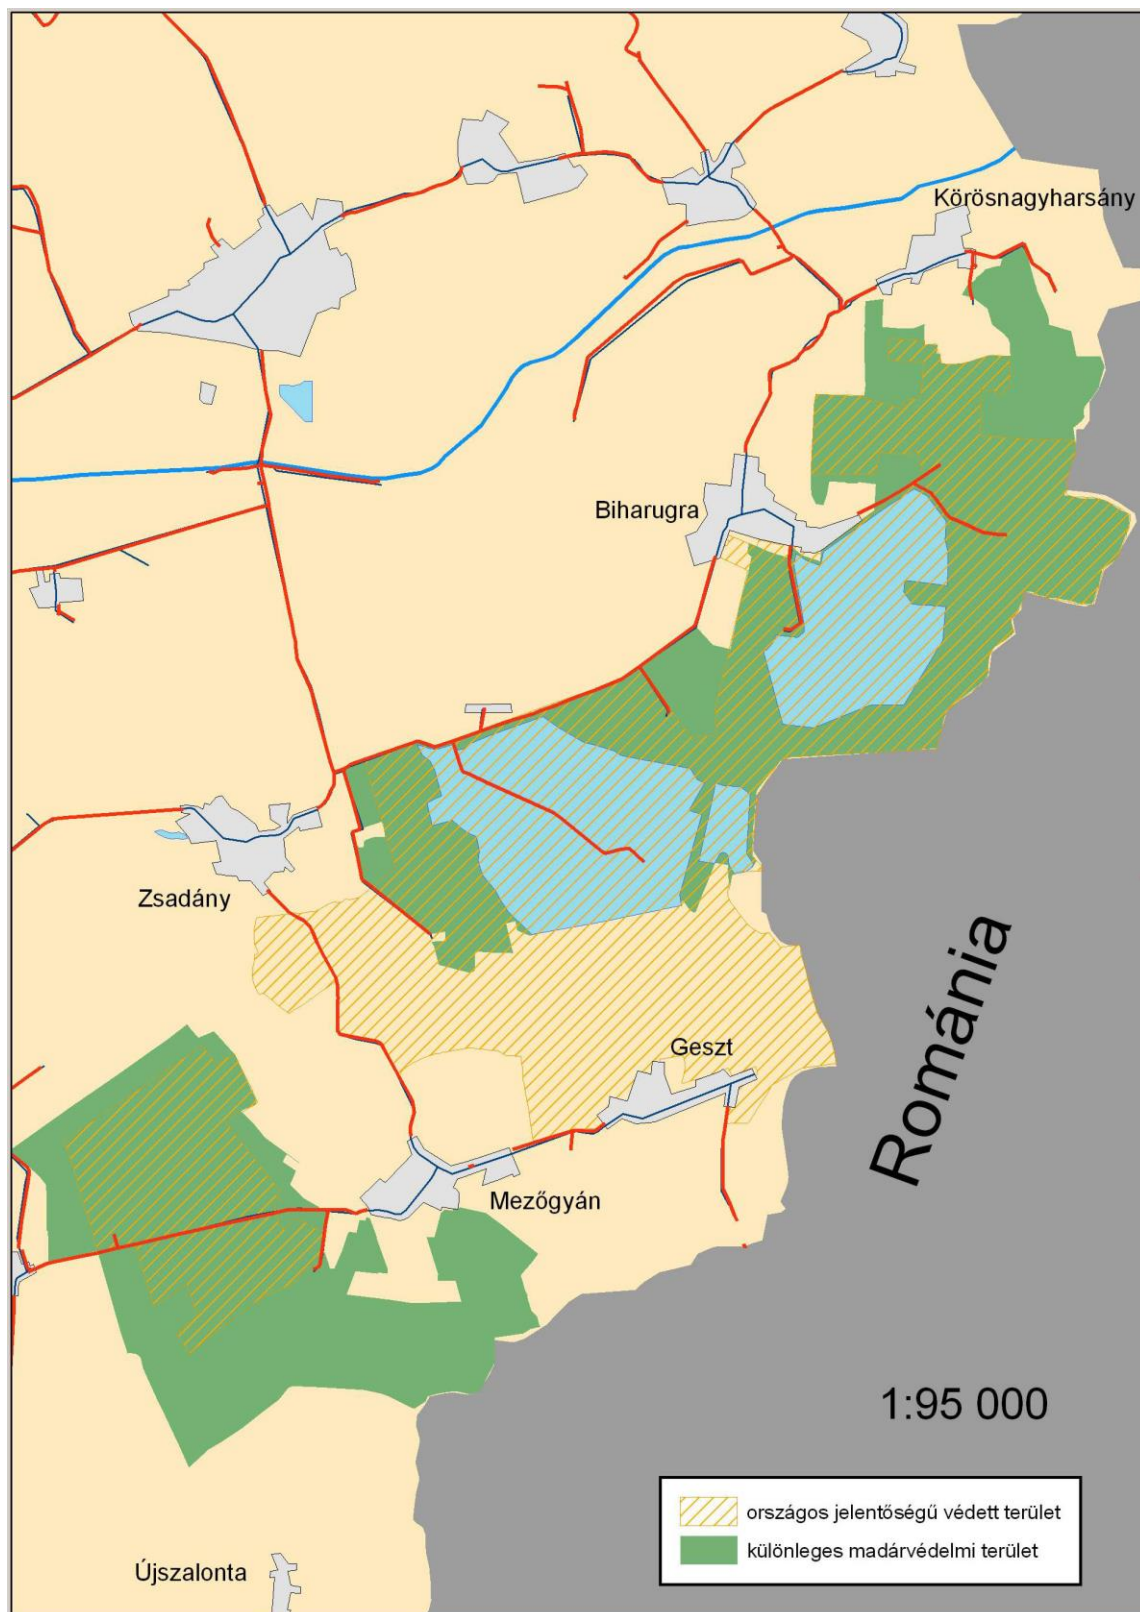 Körösnagyharsány
Biharugra
Zsadány
Románia
Geszt
Mezőgyán
1:95 000
országos jelentőségű védett terület
különleges madárvédelmi terület
Újszalonta